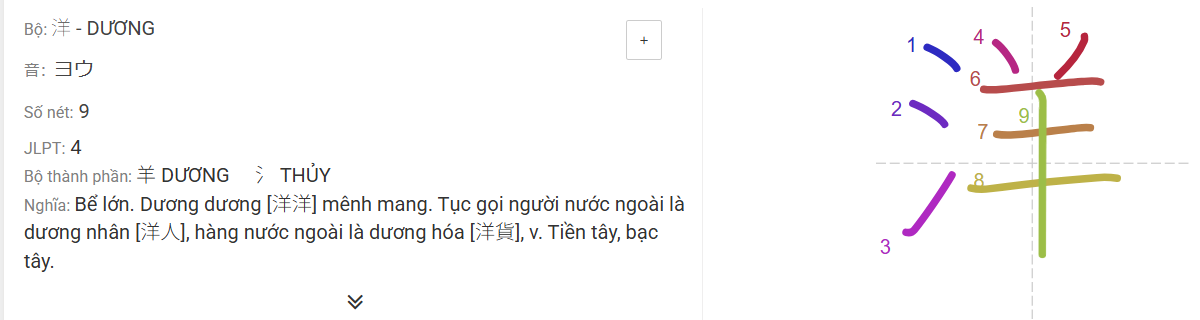 Bộ: 洋 - DƯƠNG
+
音: ヨウ
Số nét: 9
JLPT: 4
Bộ thành phần: 羊 DƯƠNG 氵 THỦY
Nghĩa: Bể lớn. Dương dương [洋洋] mênh mang. Tục gọi người nước ngoài là
dương nhân [洋人], hàng nước ngoài là dương hóa [洋貨], v. Tiền tây, bạc
tây.
1 4 5
6
2 9
7
8
3